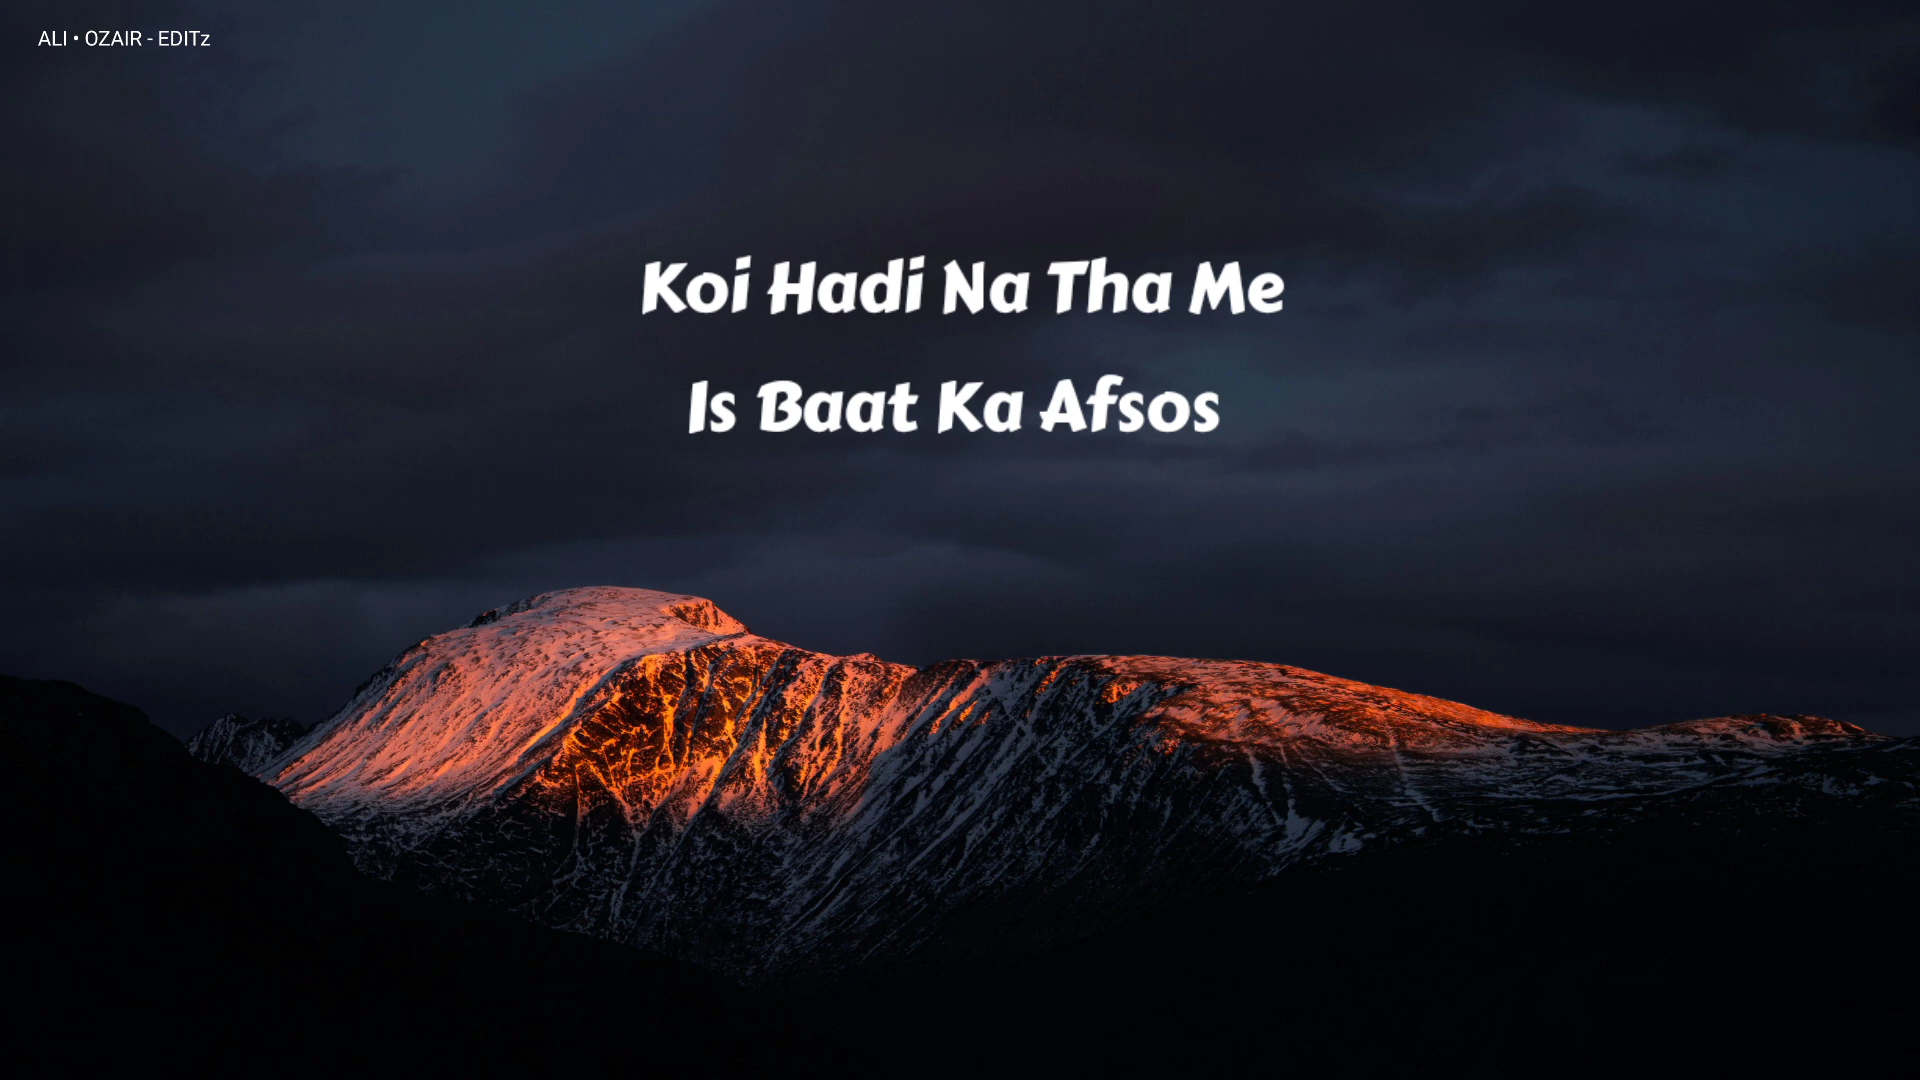 ALI • OZAIR - EDITz
Koi Hadi Na Tha Me
Is Baat Ka Afsos